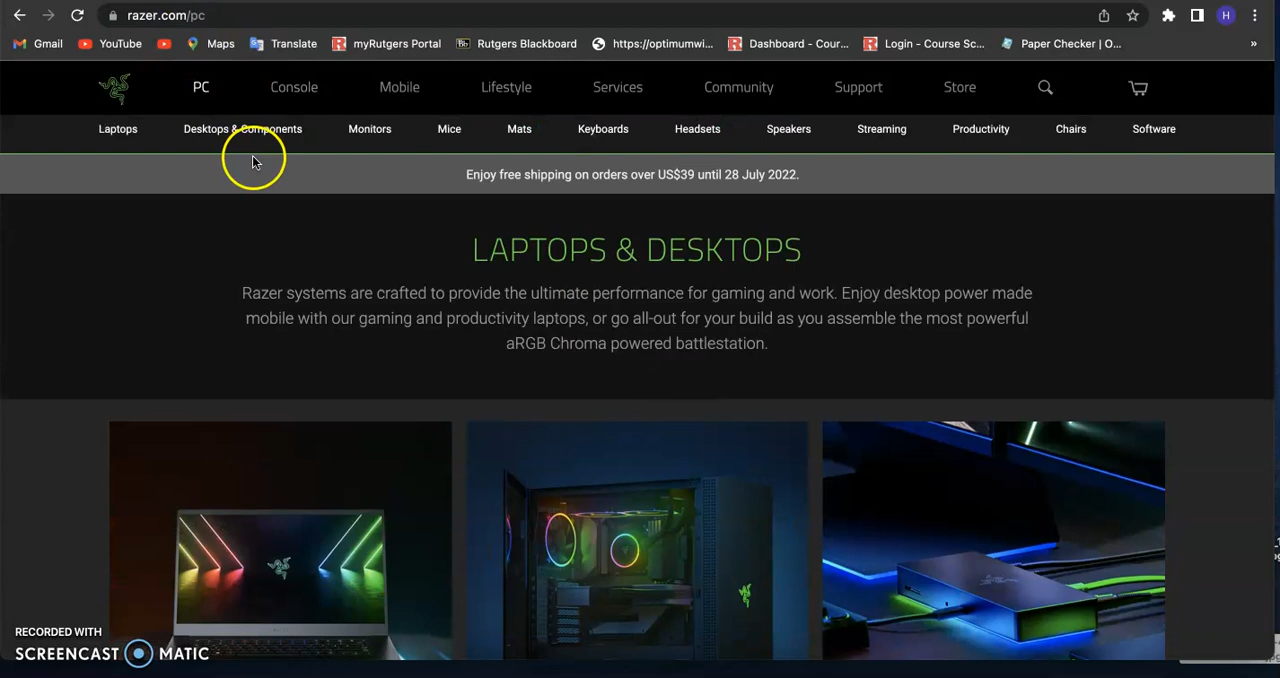 razer.com/pc
H
Gmail YouTube Maps Translate myRutgers Portal Rutgers Blackboard https://optimumwi... Dashboard - Cour... Login - Course Sc... Paper Checker | O... »
PC Console Mobile Lifestyle Services Community Support Store
Laptops Desktops & Components Monitors Mice Mats Keyboards Headsets Speakers Streaming Productivity Chairs Software
Enjoy free shipping on orders over US$39 until 28 July 2022.
LAPTOPS & DESKTOPS
Razer systems are crafted to provide the ultimate performance for gaming and work. Enjoy desktop power made
mobile with our gaming and productivity laptops, or go all-out for your build as you assemble the most powerful
aRGB Chroma powered battlestation.
RECORDED WITH
SCREENCAST MATIC